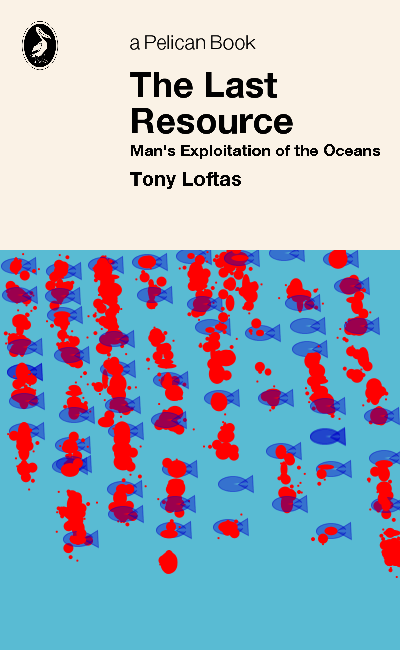 a Pelican Book
The Last
Resource
Man's Exploitation of the Oceans
Tony Loftas